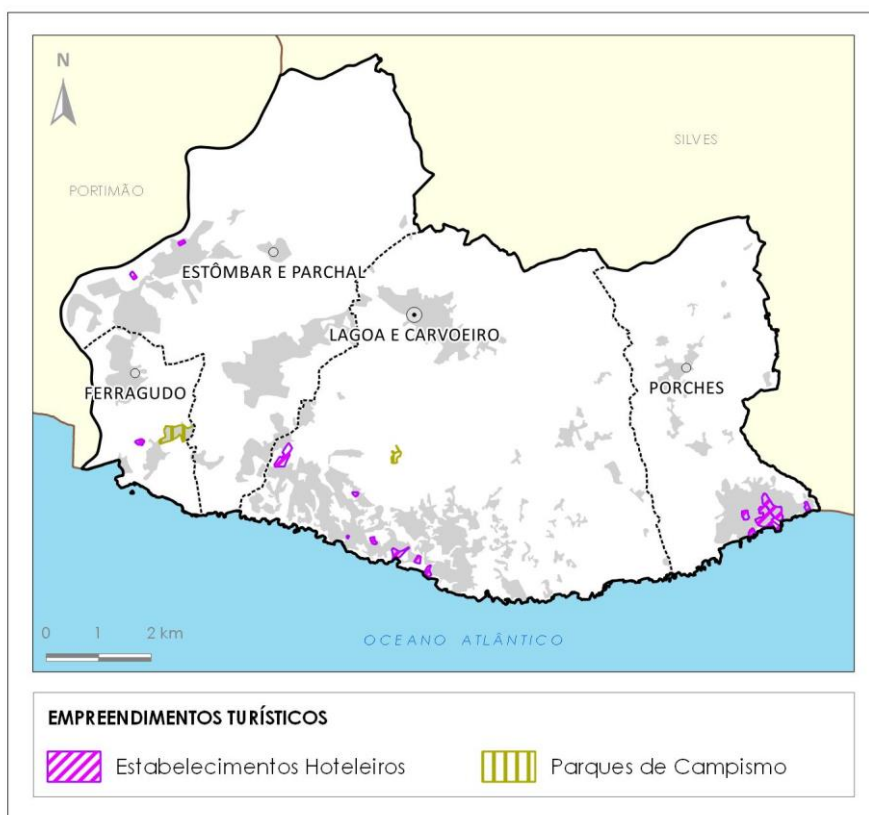 N
SILVES
PORTIMÃO
ESTÔMBAR E PARCHAL
LAGOA E CARVOEIRO
FERRAGUDO
PORCHES
0 1 2 km
OCEANO ATLÂNTICO
EMPREENDIMENTOS TURÍSTICOS
Estabelecimentos Hoteleiros
Parques de Campismo